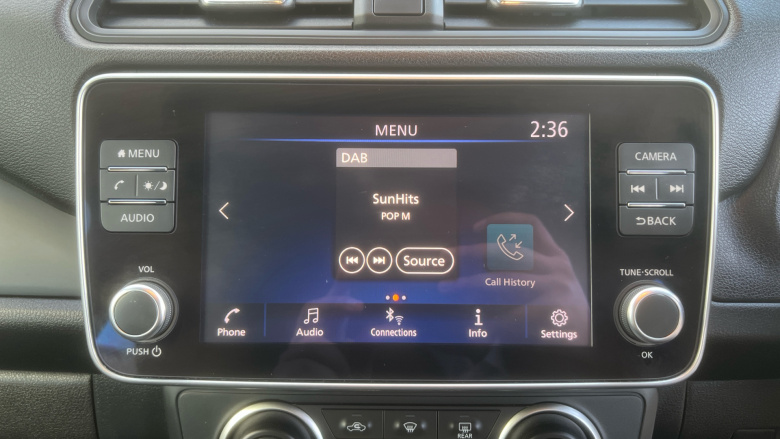 MENU 2:36
MENU
AUDIO
DAB
SunHits
POP M
Source
Call History
Phone Audio Connections Info Settings
CAMERA
BACK
VOL
PUSH
TUNE·SCROLL
OK
REAR